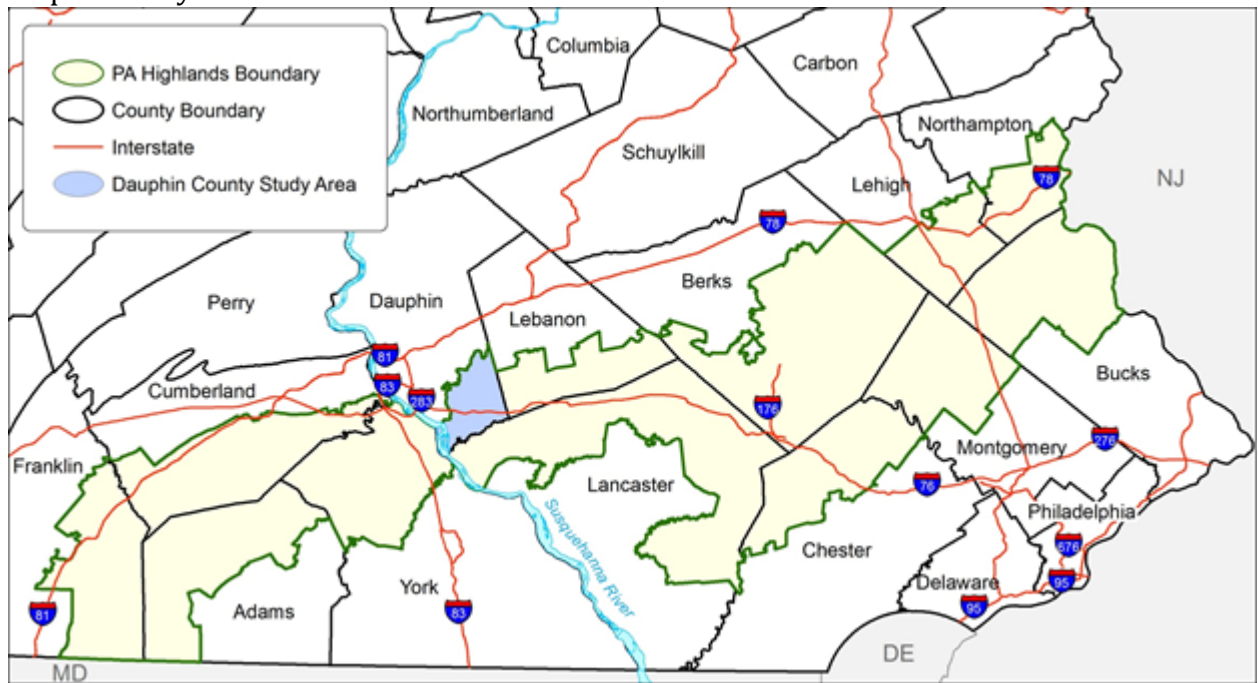 PA Highlands Boundary
County Boundary
Interstate
Dauphin County Study Area
Columbia
Northumberland
Carbon
Northampton
Schuylkill
Lehigh
NJ
78
78
Perry
Dauphin
Lebanon
Berks
81
83
283
Cumberland
Bucks
176
Montgomery
276
Franklin
Lancaster
76
Philadelphia
Susquehanna River
Chester
676
York
Delaware
95
95
Adams
81
83
DE
MD